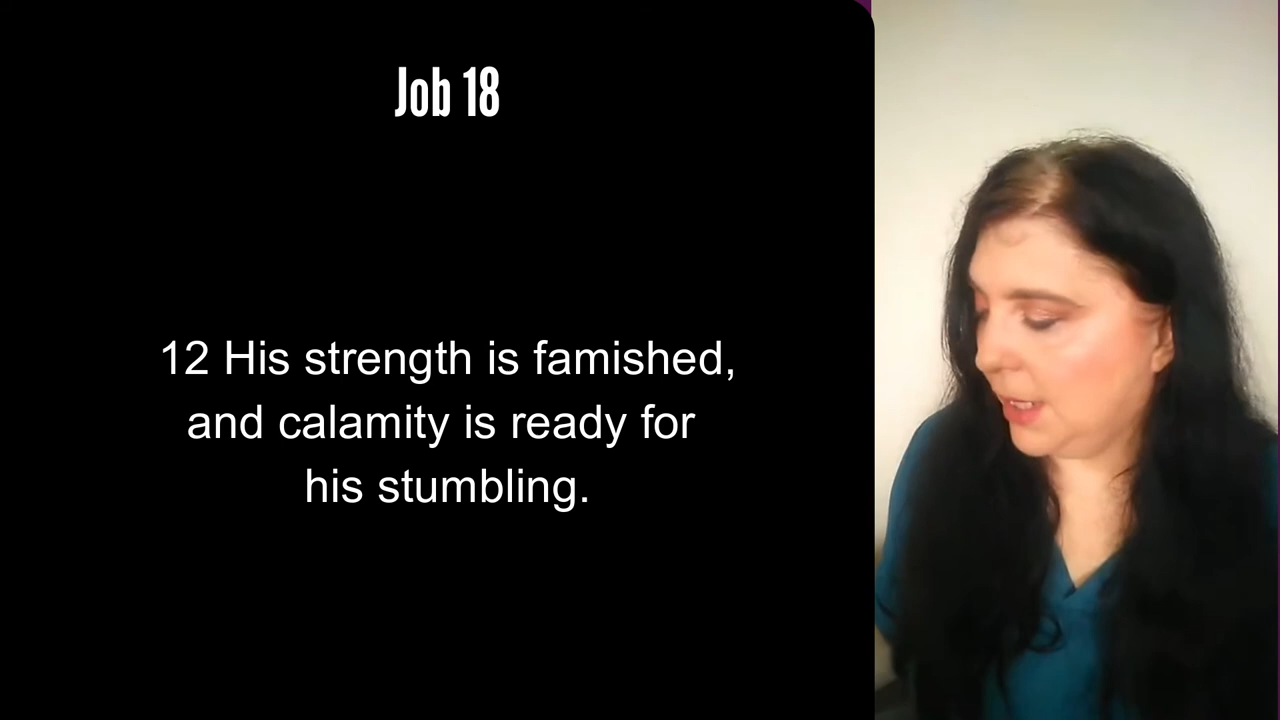 Job 18
12 His strength is famished,
and calamity is ready for
his stumbling.